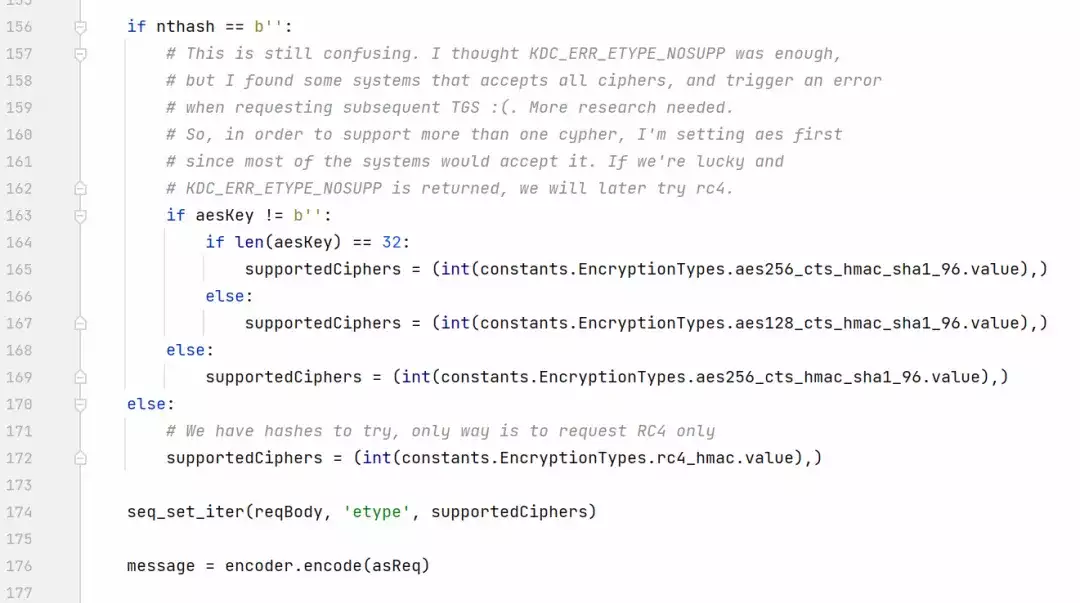 155
156 if nthash == b'':
157 # This is still confusing. I thought KDC_ERR_ETYPE_NOSUPP was enough,
158 # but I found some systems that accepts all ciphers, and trigger an error
159 # when requesting subsequent TGS :(. More research needed.
160 # So, in order to support more than one cypher, I'm setting aes first
161 # since most of the systems would accept it. If we're lucky and
162 # KDC_ERR_ETYPE_NOSUPP is returned, we will later try rc4.
163 if aesKey != b'':
164 if len(aesKey) == 32:
165 supportedCiphers = (int(constants.EncryptionTypes.aes256_cts_hmac_sha1_96.value),)
166 else:
167 supportedCiphers = (int(constants.EncryptionTypes.aes128_cts_hmac_sha1_96.value),)
168 else:
169 supportedCiphers = (int(constants.EncryptionTypes.aes256_cts_hmac_sha1_96.value),)
170 else:
171 # We have hashes to try, only way is to request RC4 only
172 supportedCiphers = (int(constants.EncryptionTypes.rc4_hmac.value),)
173
174 seq_set_iter(reqBody, 'etype', supportedCiphers)
175
176 message = encoder.encode(asReq)
177